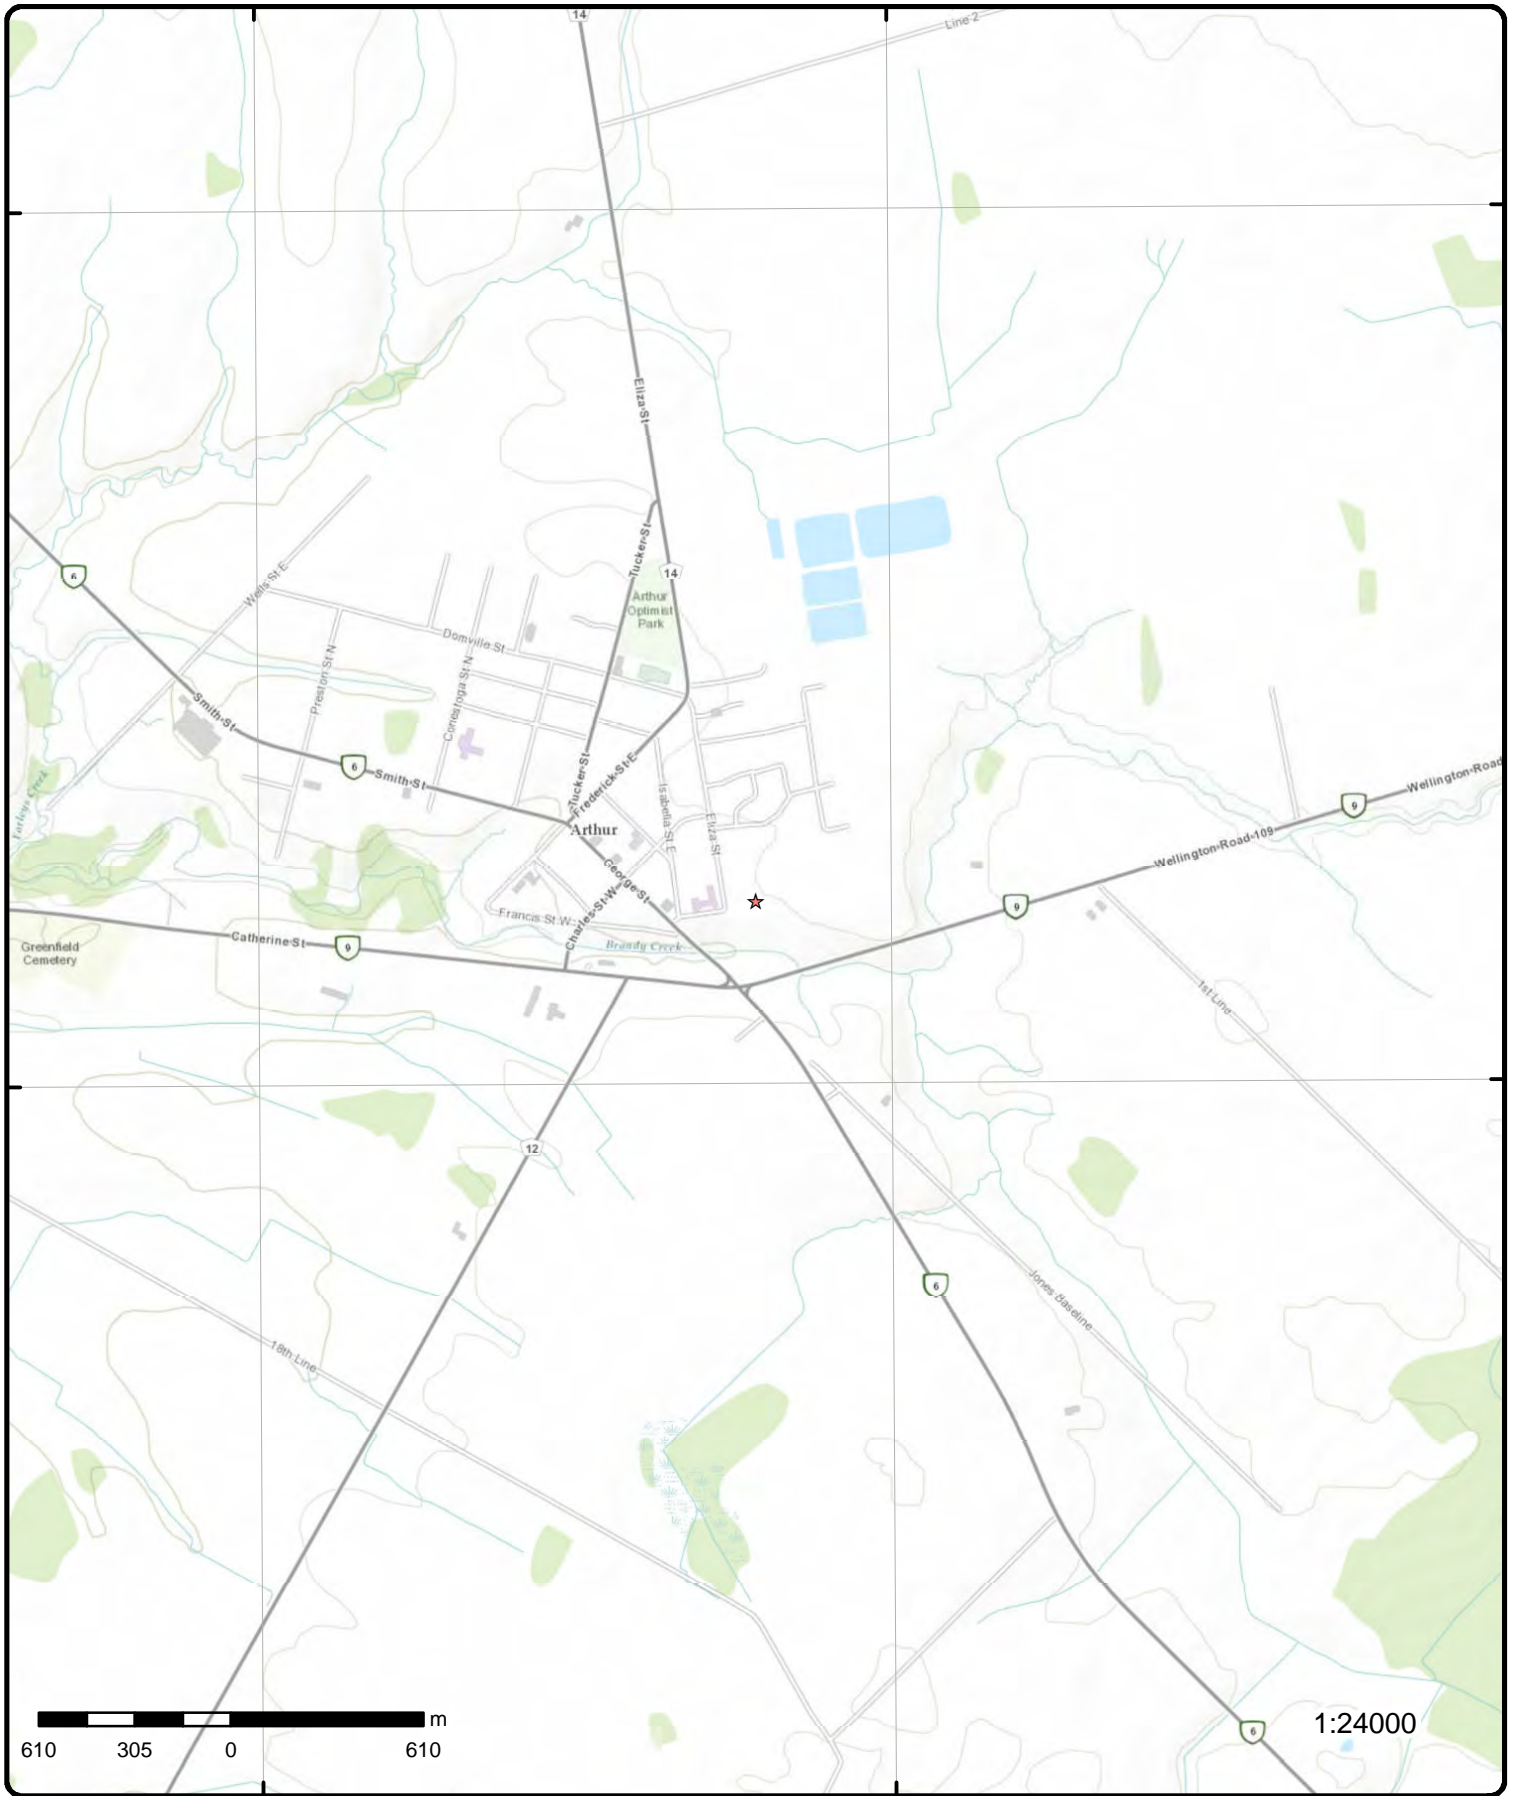 14
Line 2
Eliza St
Tucker St
14
Arthur
Optimist
Park
6
Wells St E
Domville St
Preston St N
Conestoga St N
Smith St
6
Smith St
Tucker St
Frederick St E
Isabella St E
Eliza St
Arthur
George St
Charles St W
Francis St W
Brandy Creek
Farleys Creek
Greenfield
Cemetery
Catherine St
9
9
Wellington Road 109
9
Wellington Road
1st Line
12
18th Line
6
Jones Baseline
6
m
610 305 0 610
1:24000